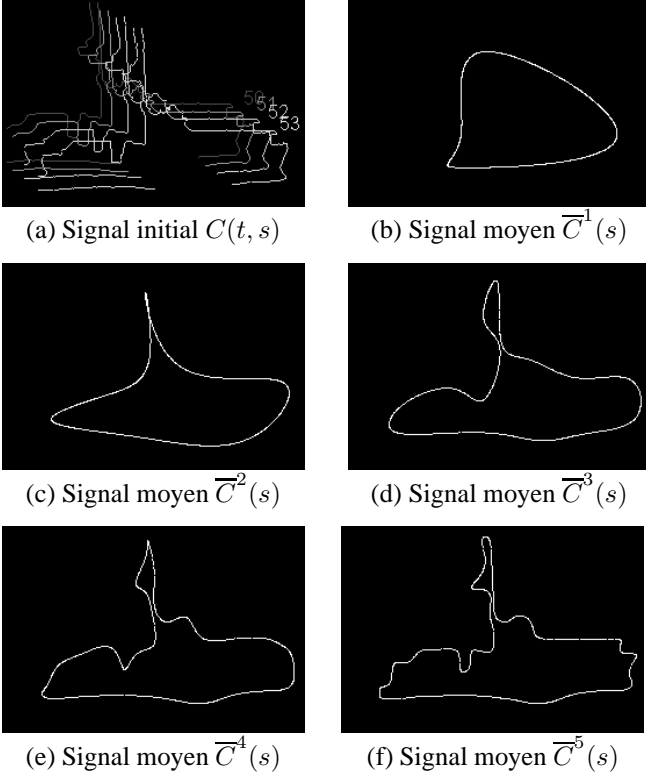 50 51 52 53
(a) Signal initial C(t, s)
(b) Signal moyen C̅¹(s)
(c) Signal moyen C̅²(s)
(d) Signal moyen C̅³(s)
(e) Signal moyen C̅⁴(s)
(f) Signal moyen C̅⁵(s)